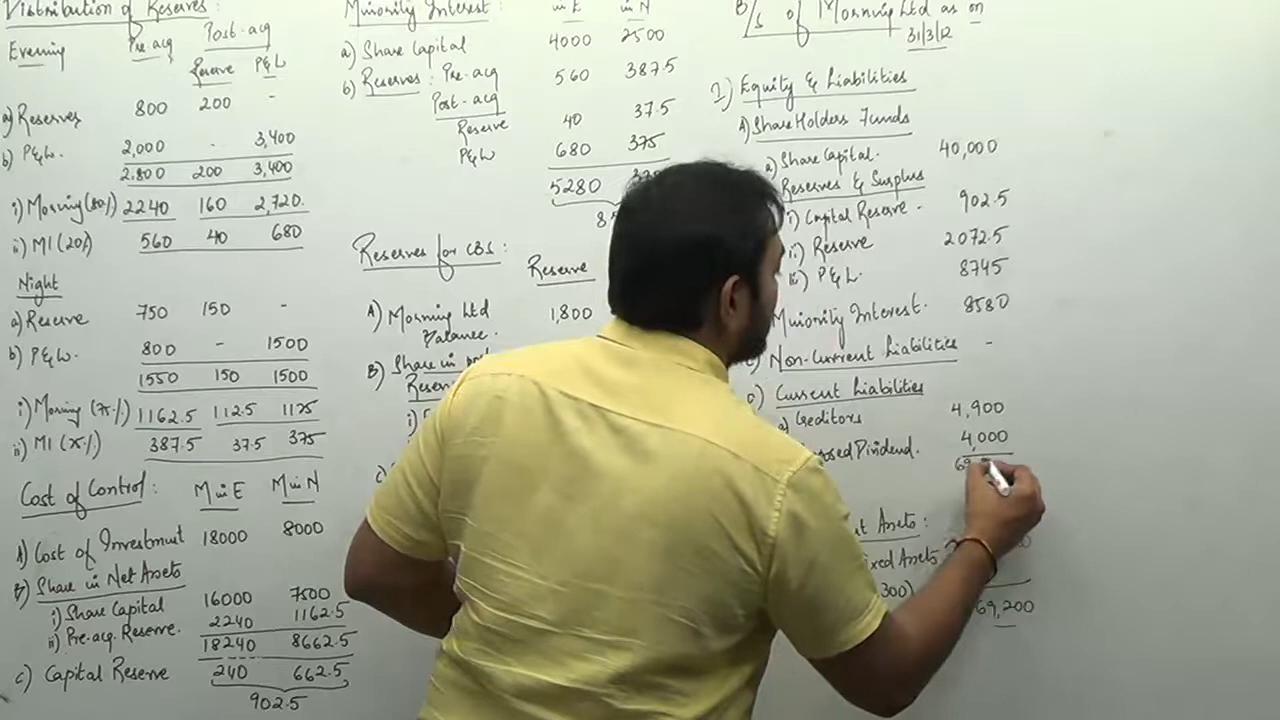 Distribution of Reserves:
Evening Pre-acq Post-acq
Reserve P&L
a) Reserves 800 200 -
b) P&L. 2,000 - 3,400
2.800 200 3,400
i) Morning (80%) 2240 160 2,720.
ii) MI (20%) 560 40 680
Night
a) Reserve 750 150 -
b) P&L. 800 - 1500
1550 150 1500
i) Morning (75%) 1162.5 112.5 1125
ii) MI (25%) 387.5 37.5 375
Cost of Control: M in E M in N
A) Cost of Investment 18000 8000
B) Share in Net Assets
i) Share Capital 16000 7500
ii) Pre-acq. Reserve. 2240 1162.5
18240 8662.5
c) Capital Reserve 240 662.5
902.5
Minority Interest: in E in N
a) Share Capital 4000 2500
b) Reserves: Pre-acq 560 387.5
Post-acq
Reserve 40 37.5
P&L 680 375
5280
Reserves for CBS:
Reserve
A) Morning Ltd
Balance. 1,800
B) Share in
i)
B/s of Morning Ltd as on
31/3/12
I) Equity & Liabilities
A) Share Holders Funds
a) Share Capital. 40,000
Reserves & Surplus
i) Capital Reserve - 902.5
ii) Reserve 2072.5
iii) P&L. 8745
Minority Interest. 8580
Non-Current Liabilities -
Current Liabilities
a) Creditors 4,900
Dividend. 4,000
Assets:
Assets
69,200